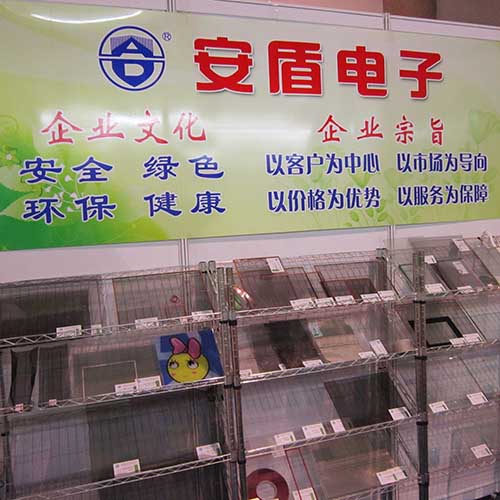 AD ® 安盾电子
企业文化 企业宗旨
安全 绿色 以客户为中心 以市场为导向
环保 健康 以价格为优势 以服务为保障